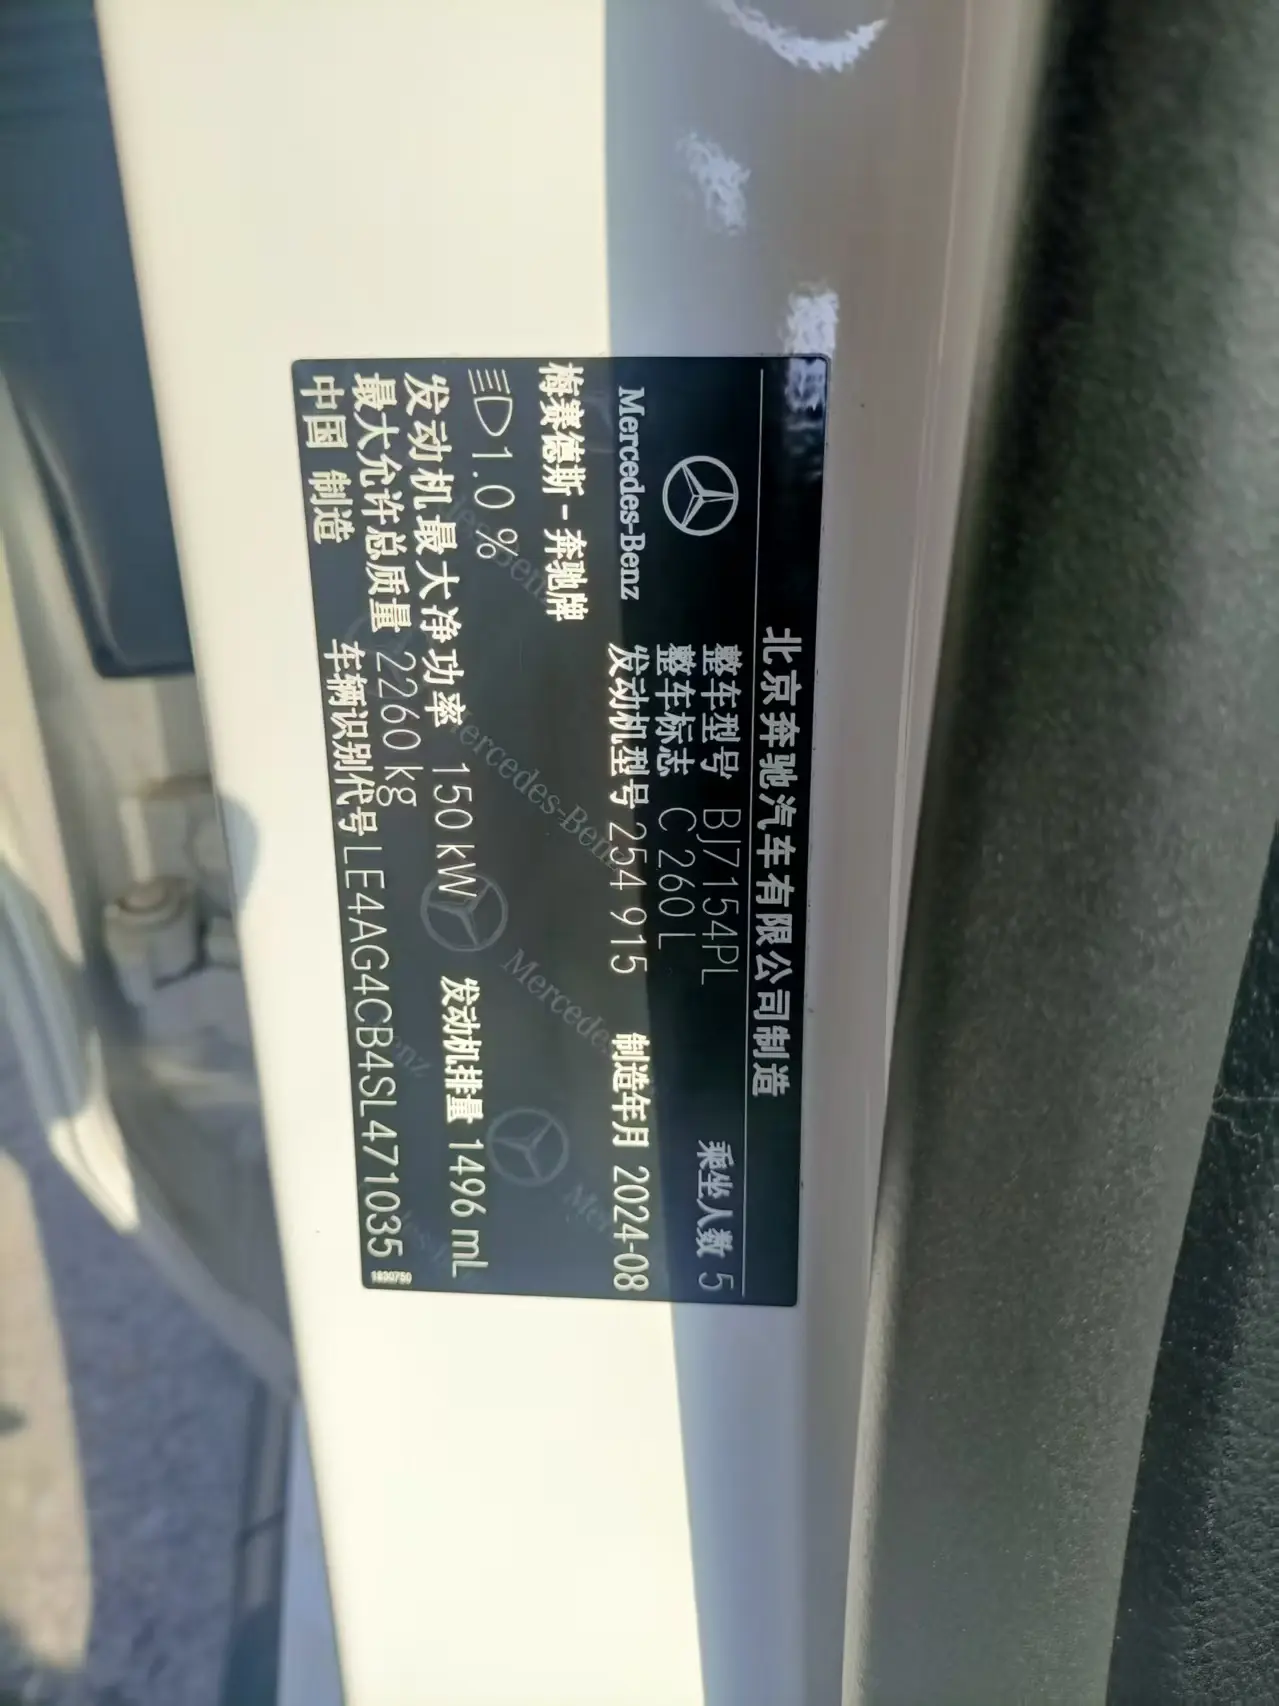 北京奔驰汽车有限公司制造
整车型号 BJ7154PL 乘坐人数 5
整车标志 C 260 L
Mercedes-Benz 发动机型号 254 915 制造年月 2024-08
梅赛德斯-奔驰牌
1.0 %
发动机最大净功率 150 kW 发动机排量 1496 mL
最大允许总质量 2260 kg
中国 制造 车辆识别代号 LE4AG4CB4SL471035
1830750